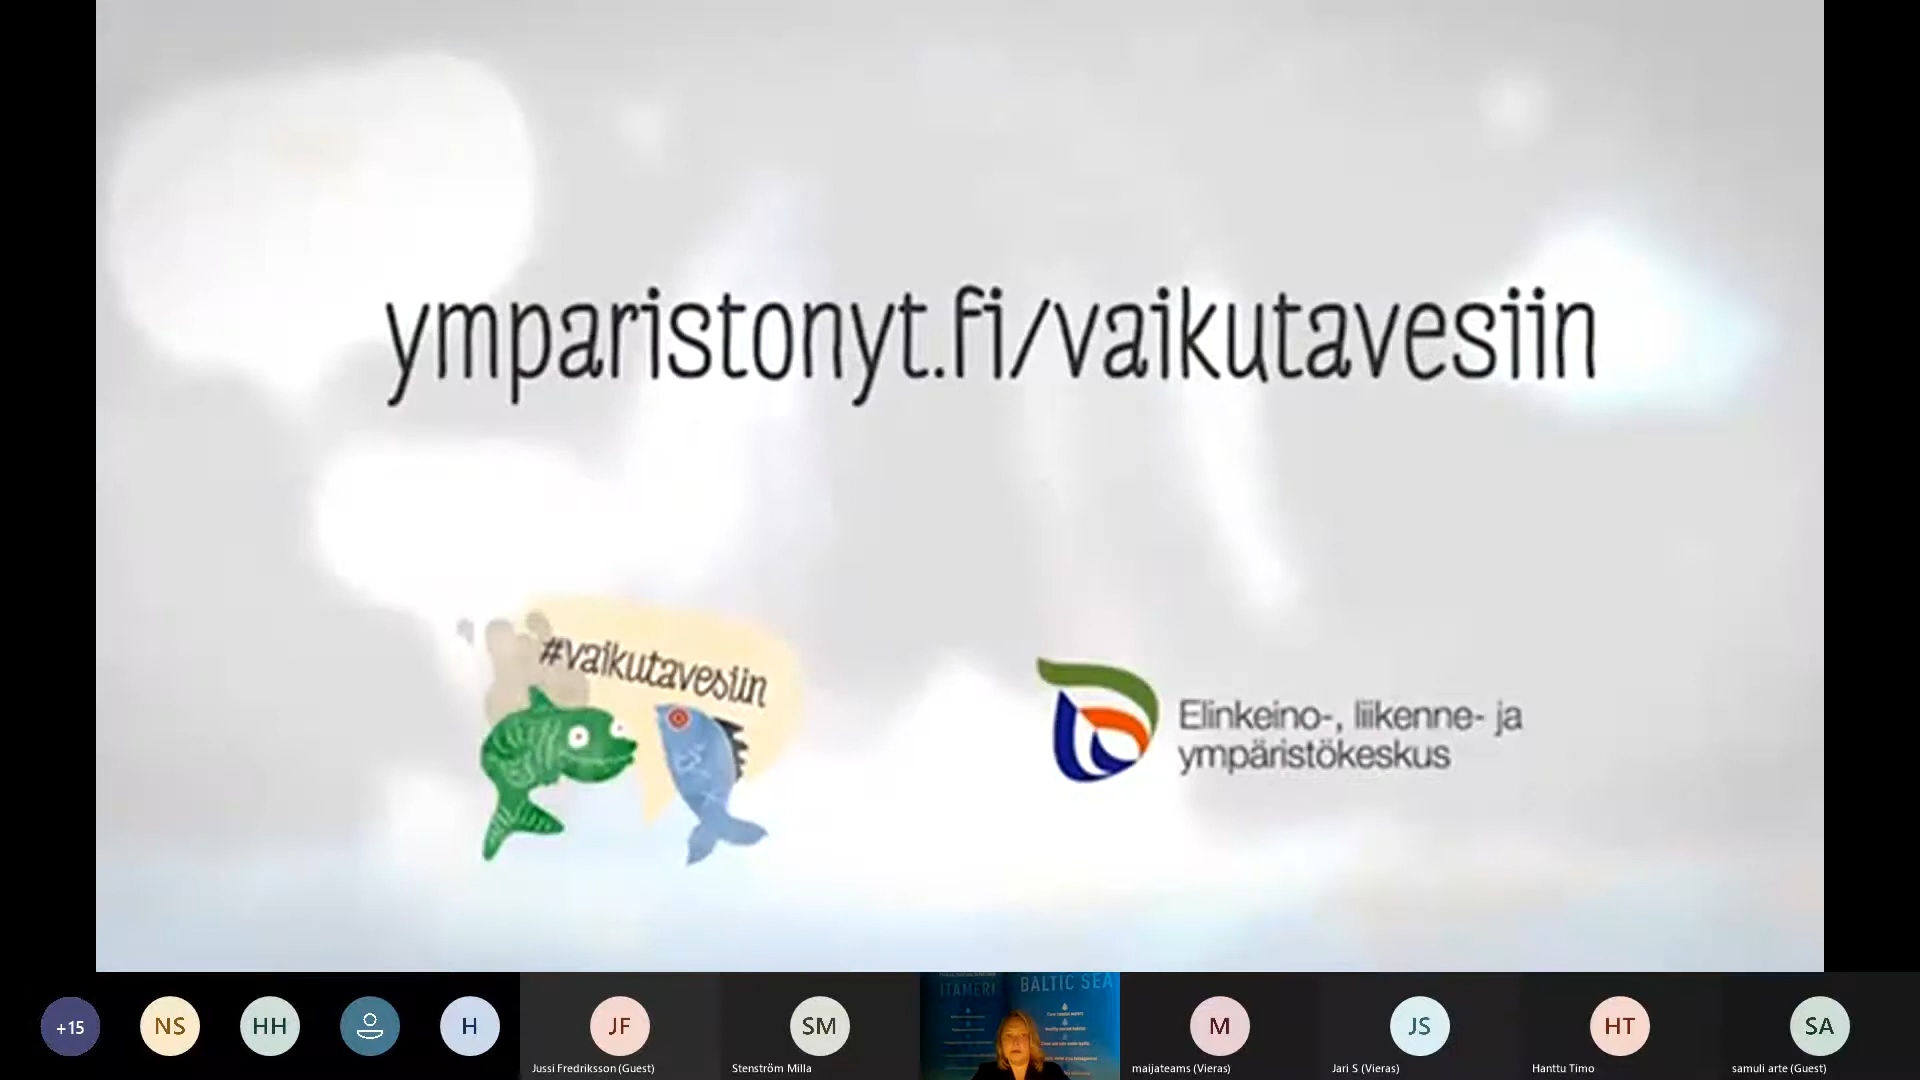 ymparistonyt.fi/vaikutavesiin
#vaikutavesiin
Elinkeino-, liikenne- ja
ympäristökeskus
ITÄMERI
BALTIC SEA
+15
NS
HH
H
JF
SM
M
JS
HT
SA
Jussi Fredriksson (Guest)
Stenström Milla
maijateams (Vieras)
Jari S (Vieras)
Hanttu Timo
samuli arte (Guest)